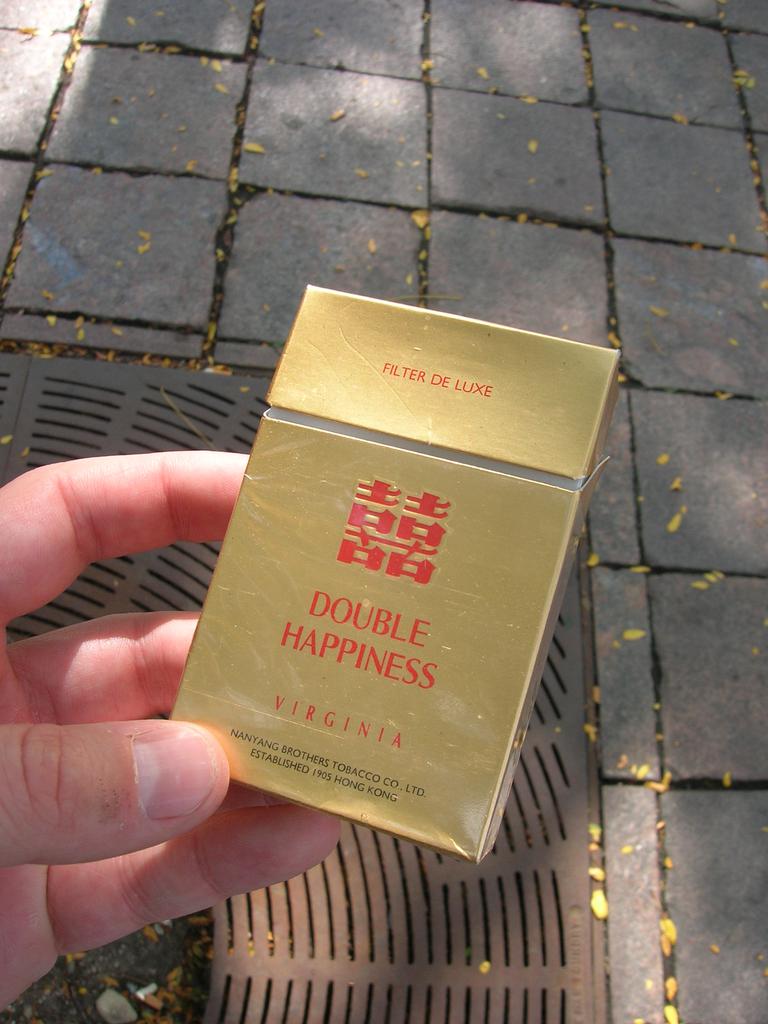 FILTER DE LUXE
囍
DOUBLE
HAPPINESS
VIRGINIA
NANYANG BROTHERS TOBACCO CO., LTD.
ESTABLISHED 1905 HONG KONG